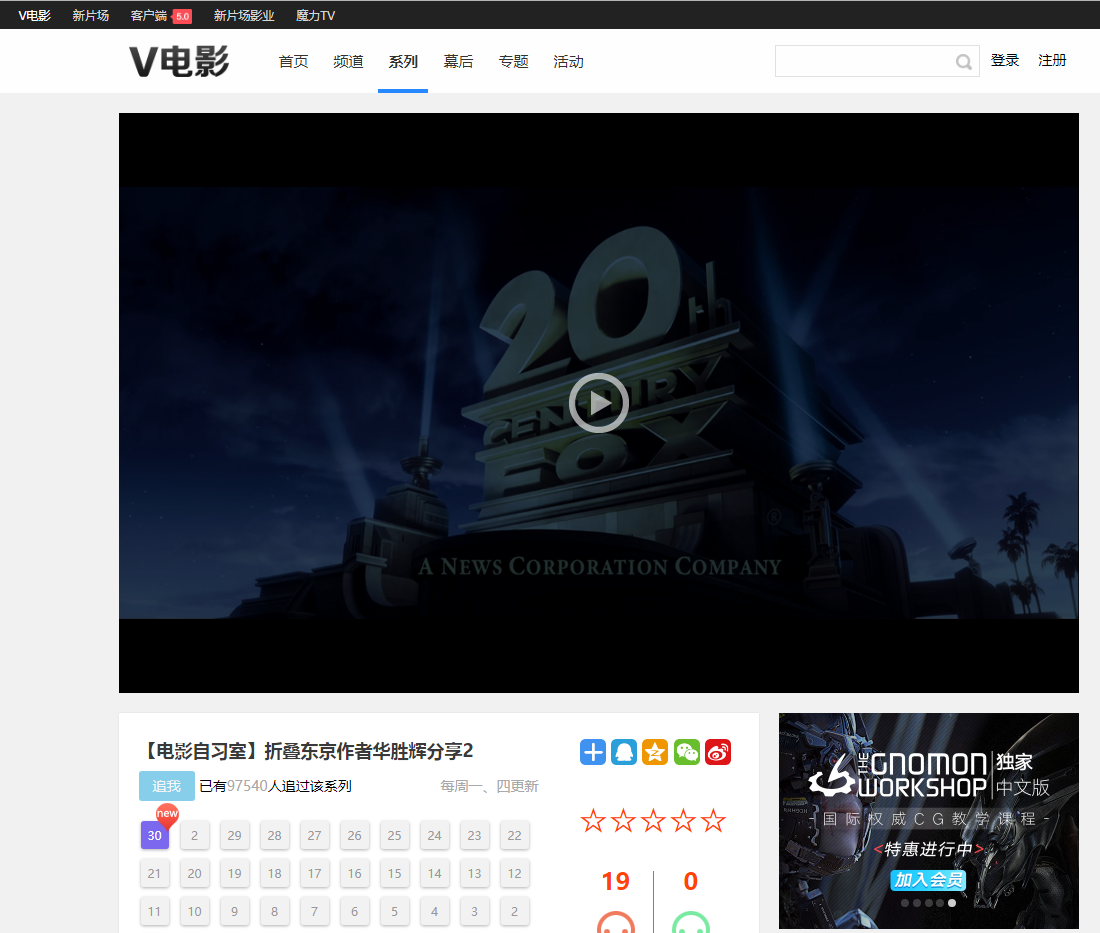 V电影 新片场 客户端 5.0 新片场影业 魔力TV
V电影 首页 频道 系列 幕后 专题 活动 登录 注册
20th
CENTURY
FOX
®
A NEWS CORPORATION COMPANY
【电影自习室】折叠东京作者华胜辉分享2
追我 已有97540人追过该系列 每周一、四更新
new
30 2 29 28 27 26 25 24 23 22
21 20 19 18 17 16 15 14 13 12
11 10 9 8 7 6 5 4 3 2
19 0
THE GNOMON WORKSHOP 独家中文版
-国际权威CG教学课程-
<特惠进行中>
加入会员